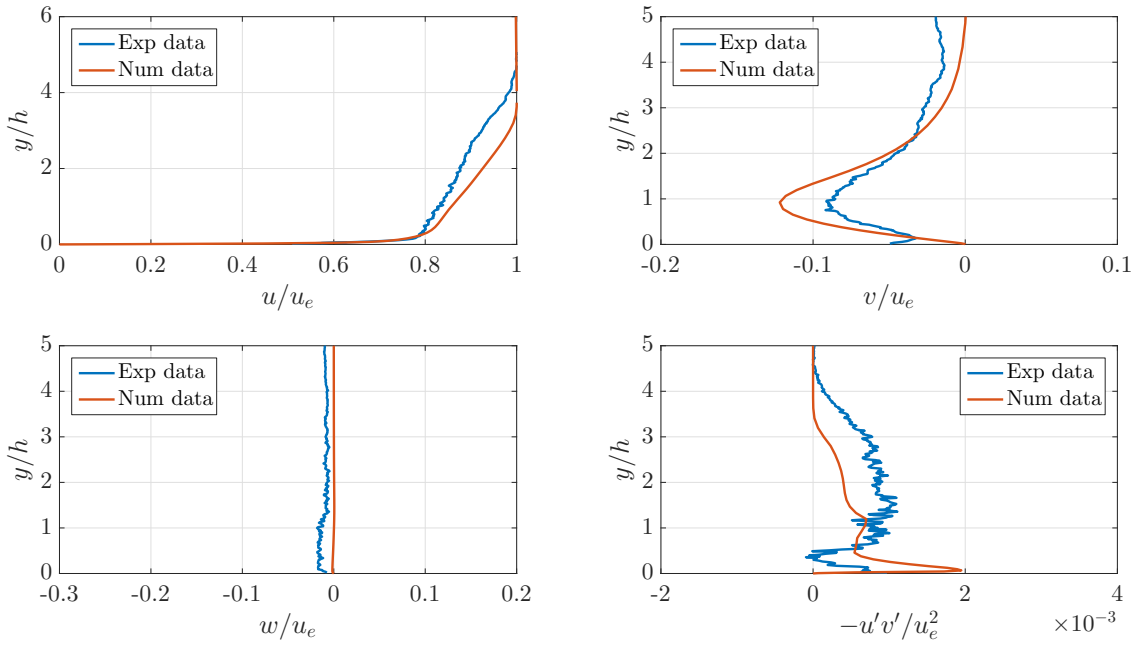 6
4
2
0
y/h
Exp data
Num data
0
0.2
0.4
0.6
0.8
1
u/u_e
5
4
3
2
1
0
y/h
Exp data
Num data
-0.2
-0.1
0
0.1
v/u_e
5
4
3
2
1
0
y/h
Exp data
Num data
-0.3
-0.2
-0.1
0
0.1
0.2
w/u_e
5
4
3
2
1
0
y/h
Exp data
Num data
-2
0
2
4
−u′v′/u_e^2
×10^{-3}